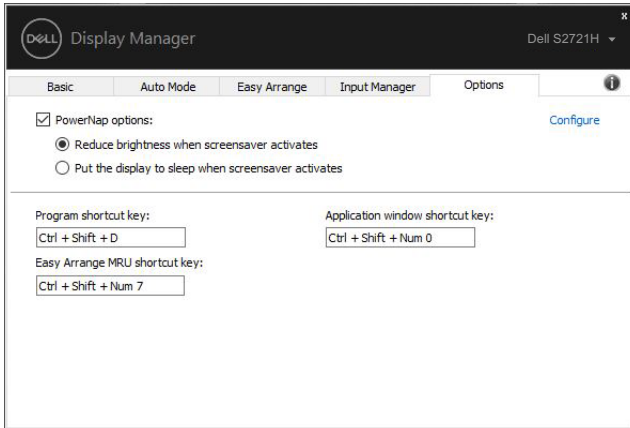 x
DELL Display Manager
Dell S2721H
Basic Auto Mode Easy Arrange Input Manager Options i
PowerNap options: Configure
Reduce brightness when screensaver activates
Put the display to sleep when screensaver activates
Program shortcut key: Application window shortcut key:
Ctrl + Shift + D Ctrl + Shift + Num 0
Easy Arrange MRU shortcut key:
Ctrl + Shift + Num 7